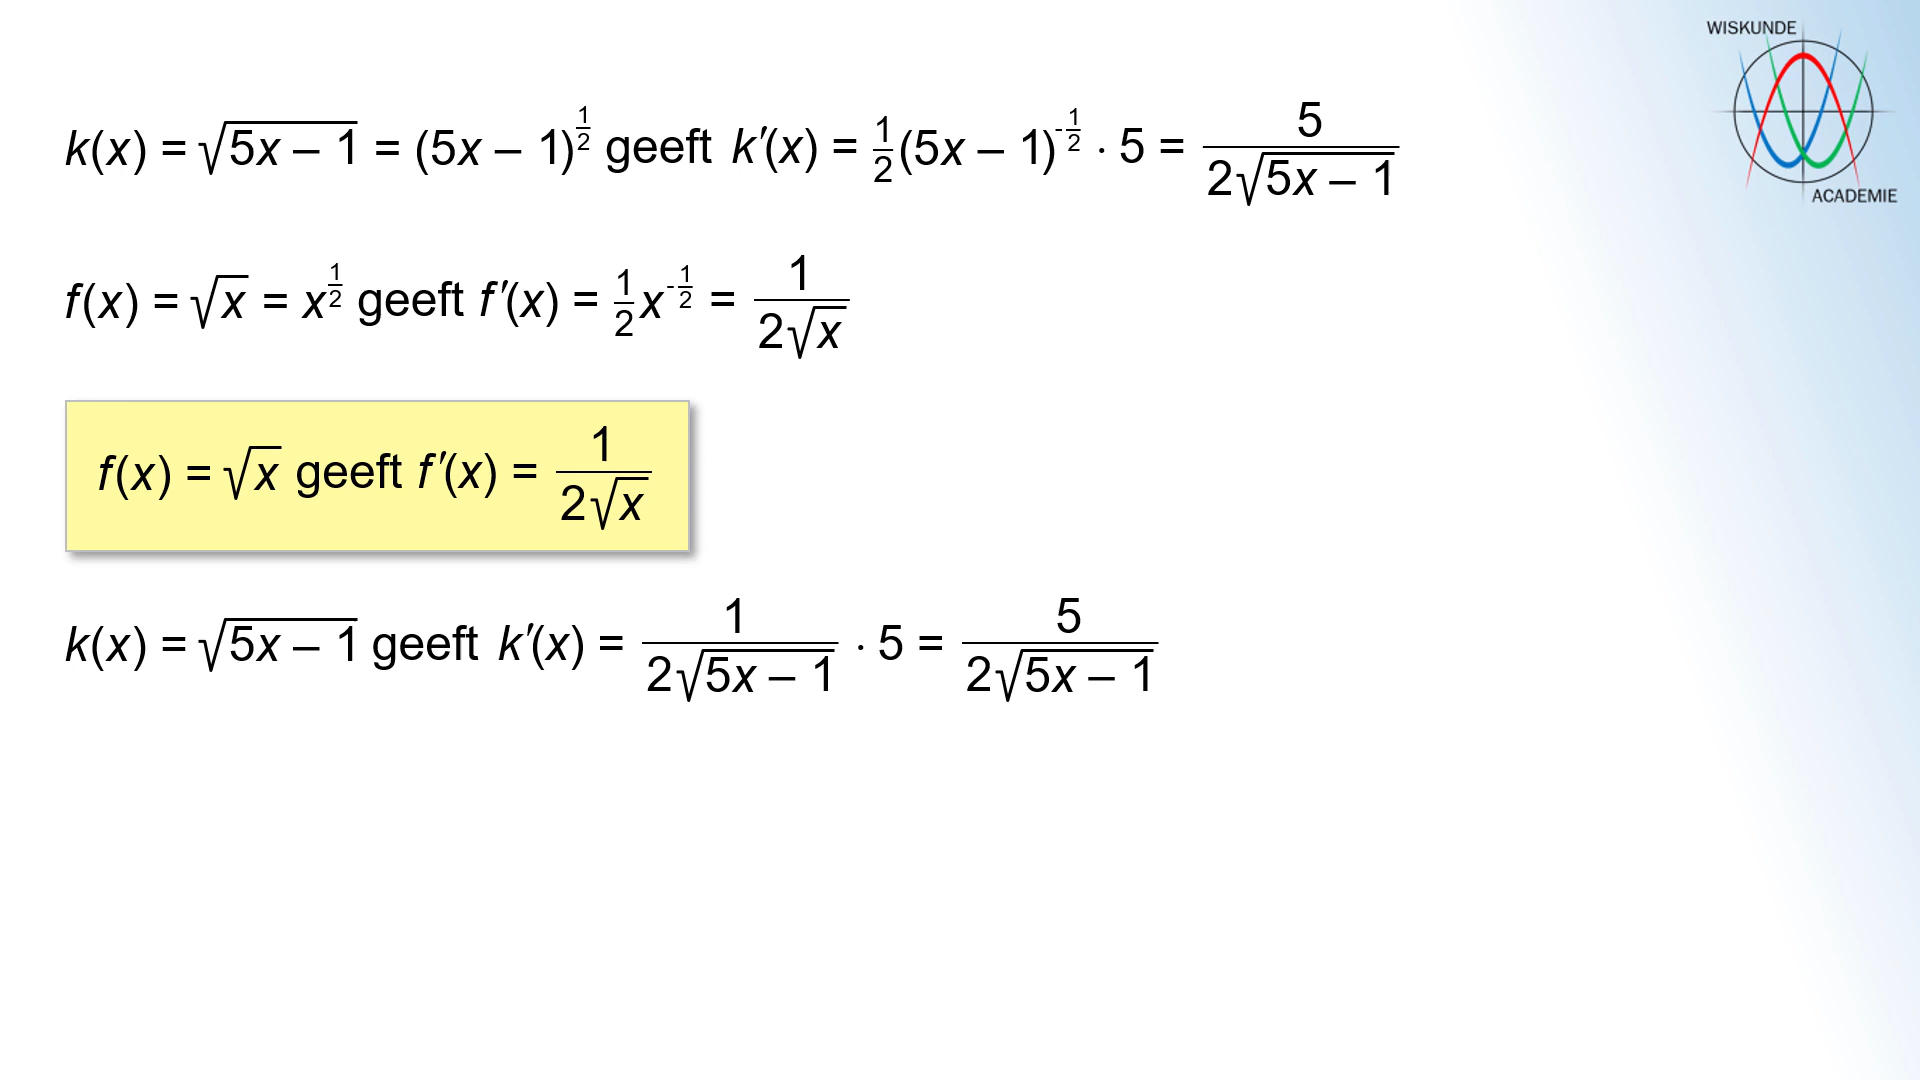 WISKUNDE
ACADEMIE
k(x) = √(5x – 1) = (5x – 1)^(1/2) geeft k'(x) = 1/2(5x – 1)^(-1/2) · 5 = 5/(2√(5x – 1))
f(x) = √x = x^(1/2) geeft f'(x) = 1/2 x^(-1/2) = 1/(2√x)
f(x) = √x geeft f'(x) = 1/(2√x)
k(x) = √(5x – 1) geeft k'(x) = 1/(2√(5x – 1)) · 5 = 5/(2√(5x – 1))